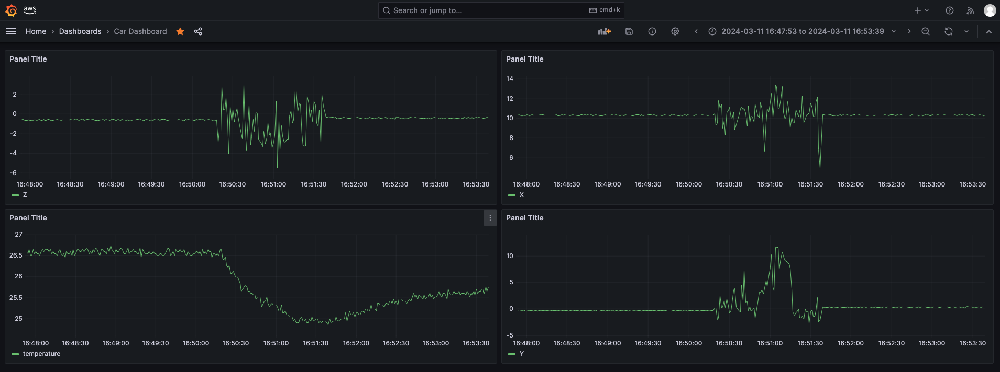 aws
Search or jump to...
cmd+k
Home › Dashboards › Car Dashboard
2024-03-11 16:47:53 to 2024-03-11 16:53:39
Panel Title
2
0
-2
-4
-6
16:48:00 16:48:30 16:49:00 16:49:30 16:50:00 16:50:30 16:51:00 16:51:30 16:52:00 16:52:30 16:53:00 16:53:30
Z
Panel Title
14
12
10
8
6
16:48:00 16:48:30 16:49:00 16:49:30 16:50:00 16:50:30 16:51:00 16:51:30 16:52:00 16:52:30 16:53:00 16:53:30
X
Panel Title
27
26.5
26
25.5
25
16:48:00 16:48:30 16:49:00 16:49:30 16:50:00 16:50:30 16:51:00 16:51:30 16:52:00 16:52:30 16:53:00 16:53:30
temperature
Panel Title
10
5
0
-5
16:48:00 16:48:30 16:49:00 16:49:30 16:50:00 16:50:30 16:51:00 16:51:30 16:52:00 16:52:30 16:53:00 16:53:30
Y